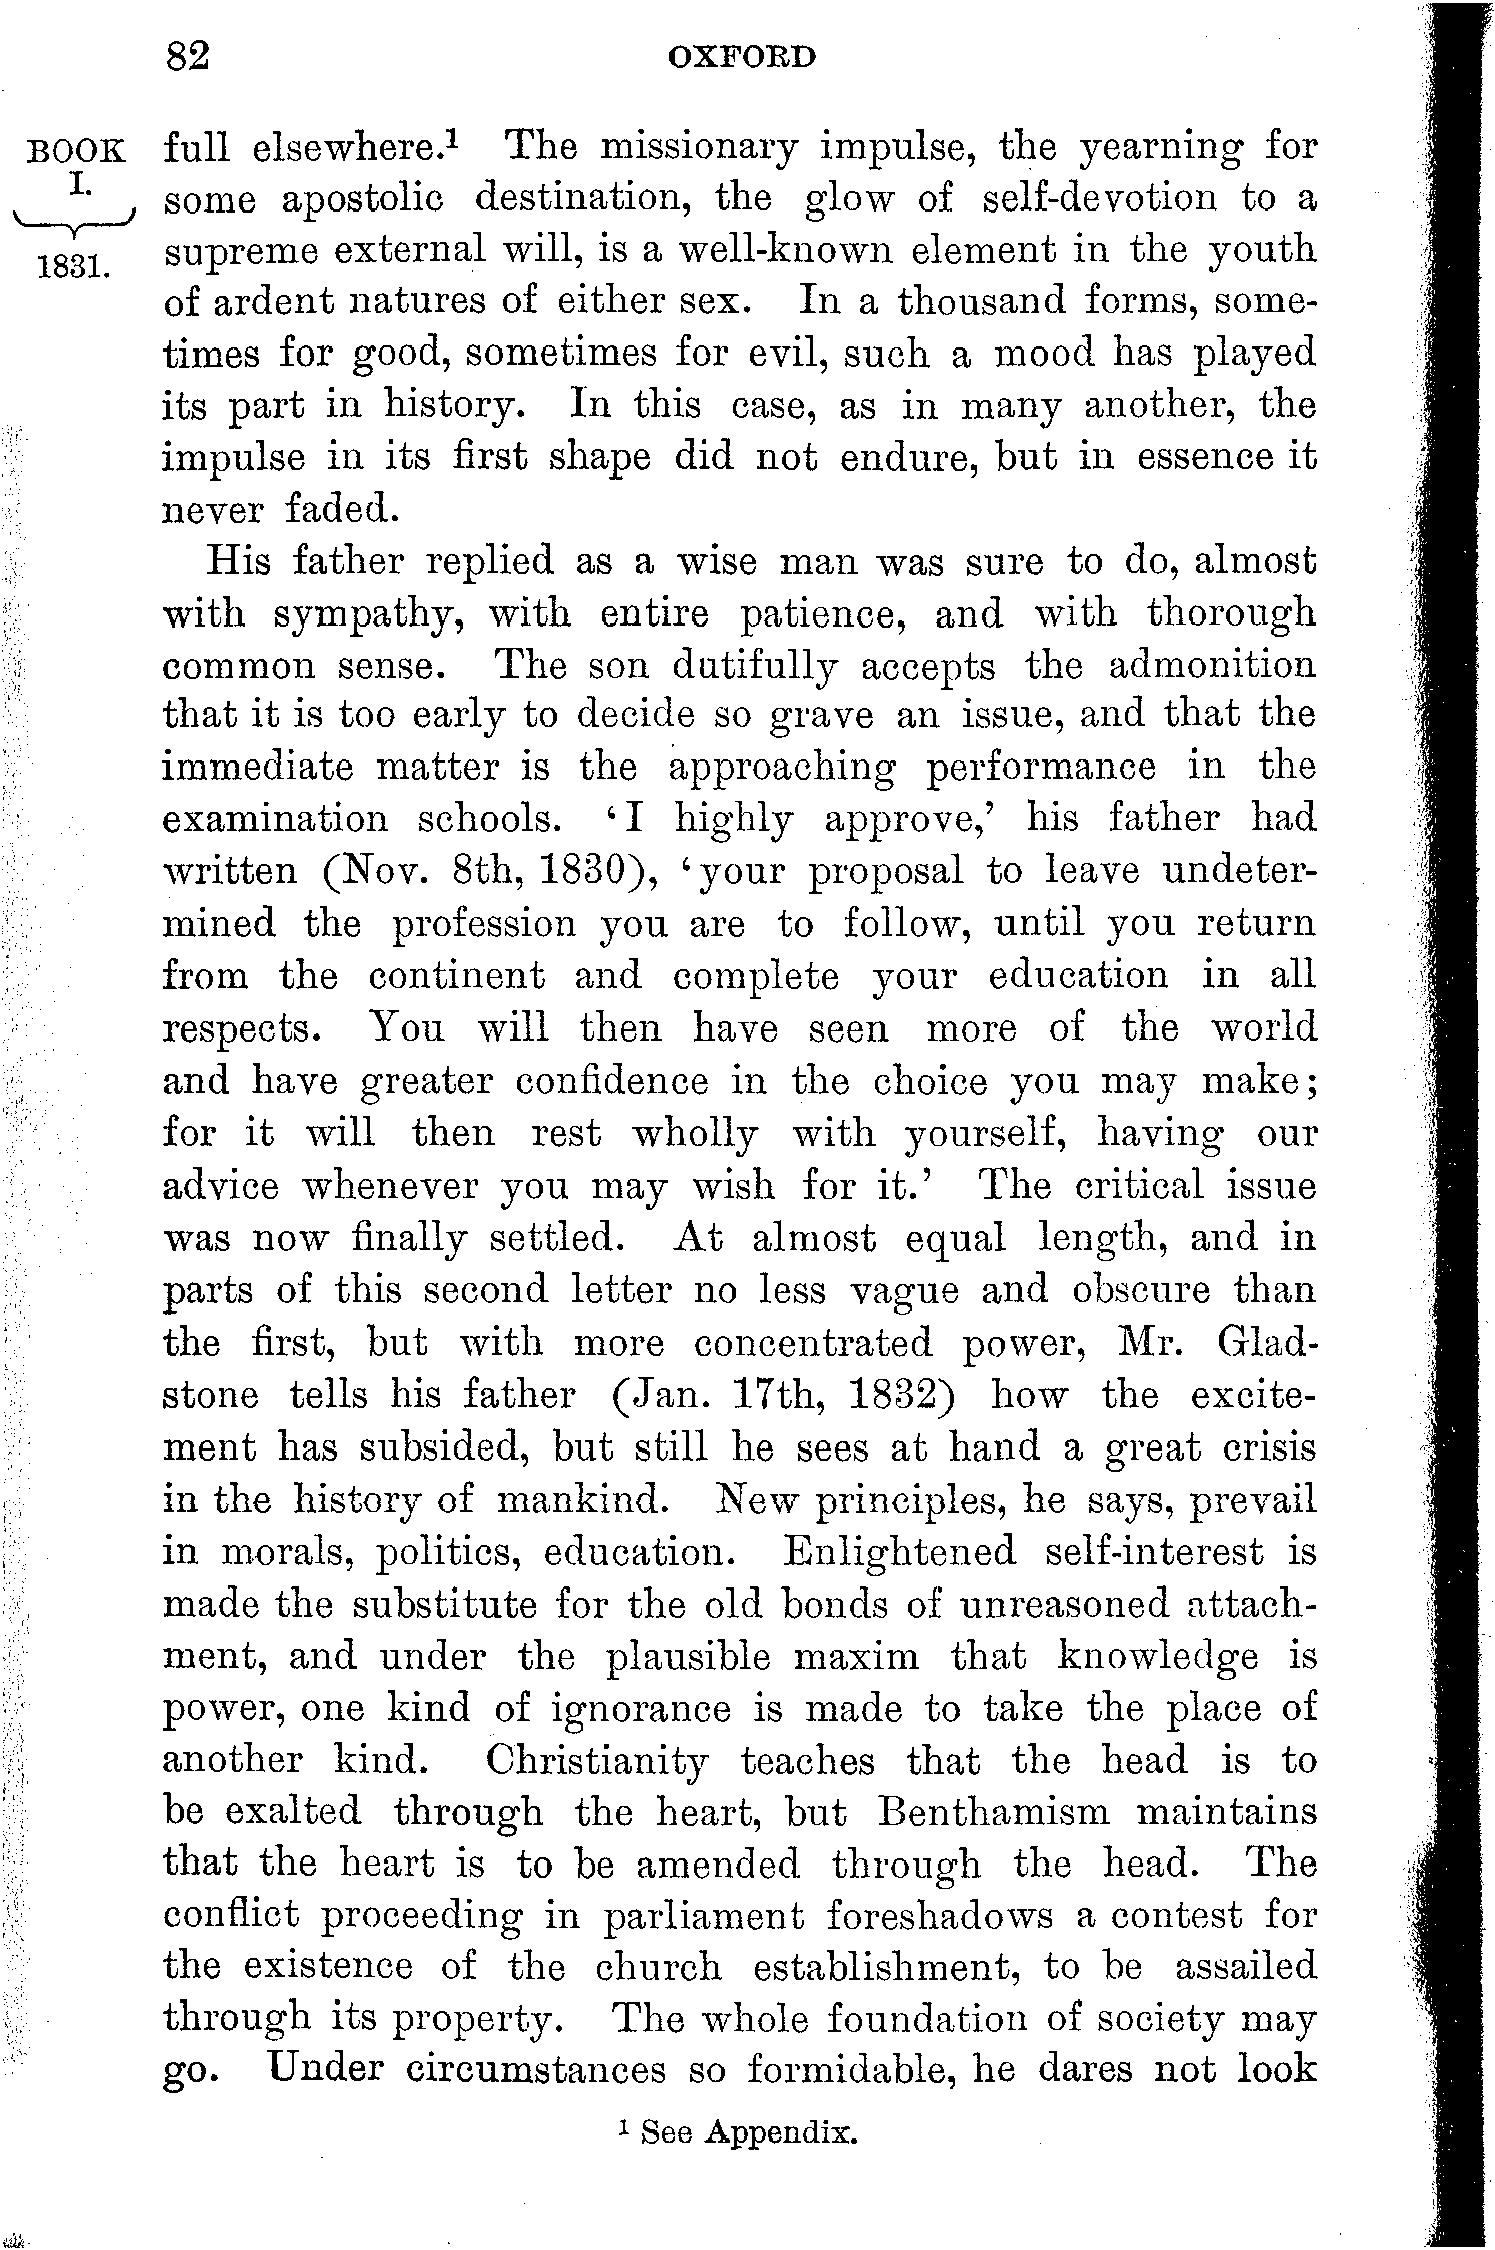 82 OXFORD
BOOK
I.
1831.
full elsewhere.¹ The missionary impulse, the yearning for
some apostolic destination, the glow of self-devotion to a
supreme external will, is a well-known element in the youth
of ardent natures of either sex. In a thousand forms, some-
times for good, sometimes for evil, such a mood has played
its part in history. In this case, as in many another, the
impulse in its first shape did not endure, but in essence it
never faded.
His father replied as a wise man was sure to do, almost
with sympathy, with entire patience, and with thorough
common sense. The son dutifully accepts the admonition
that it is too early to decide so grave an issue, and that the
immediate matter is the approaching performance in the
examination schools. ‘I highly approve,’ his father had
written (Nov. 8th, 1830), ‘your proposal to leave undeter-
mined the profession you are to follow, until you return
from the continent and complete your education in all
respects. You will then have seen more of the world
and have greater confidence in the choice you may make;
for it will then rest wholly with yourself, having our
advice whenever you may wish for it.’ The critical issue
was now finally settled. At almost equal length, and in
parts of this second letter no less vague and obscure than
the first, but with more concentrated power, Mr. Glad-
stone tells his father (Jan. 17th, 1832) how the excite-
ment has subsided, but still he sees at hand a great crisis
in the history of mankind. New principles, he says, prevail
in morals, politics, education. Enlightened self-interest is
made the substitute for the old bonds of unreasoned attach-
ment, and under the plausible maxim that knowledge is
power, one kind of ignorance is made to take the place of
another kind. Christianity teaches that the head is to
be exalted through the heart, but Benthamism maintains
that the heart is to be amended through the head. The
conflict proceeding in parliament foreshadows a contest for
the existence of the church establishment, to be assailed
through its property. The whole foundation of society may
go. Under circumstances so formidable, he dares not look
¹ See Appendix.